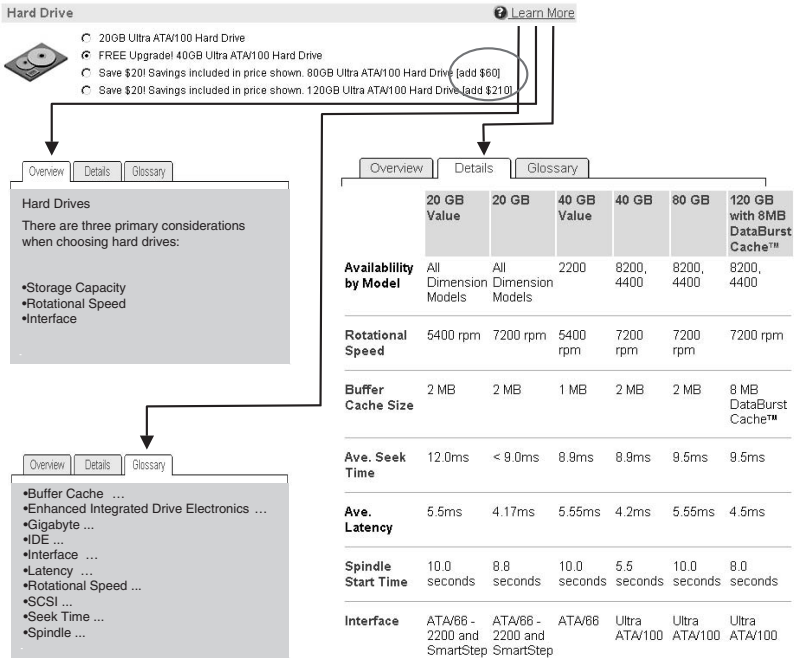 Hard Drive
? Learn More
20GB Ultra ATA/100 Hard Drive
FREE Upgrade! 40GB Ultra ATA/100 Hard Drive
Save $20! Savings included in price shown. 80GB Ultra ATA/100 Hard Drive [add $60]
Save $20! Savings included in price shown. 120GB Ultra ATA/100 Hard Drive [add $210]
Overview Details Glossary
Hard Drives
There are three primary considerations
when choosing hard drives:
•Storage Capacity
•Rotational Speed
•Interface
Overview Details Glossary
•Buffer Cache ...
•Enhanced Integrated Drive Electronics ...
•Gigabyte ...
•IDE ...
•Interface ...
•Latency ...
•Rotational Speed ...
•SCSI ...
•Seek Time ...
•Spindle ...
Overview Details Glossary
20 GB 20 GB 40 GB 40 GB 80 GB 120 GB
Value Value with 8MB
DataBurst
Cache™
Availablility All All 2200 8200, 8200, 8200,
by Model Dimension Dimension 4400 4400 4400
Models Models
Rotational 5400 rpm 7200 rpm 5400 7200 7200 7200 rpm
Speed rpm rpm rpm
Buffer 2 MB 2 MB 1 MB 2 MB 2 MB 8 MB
Cache Size DataBurst
Cache™
Ave. Seek 12.0ms < 9.0ms 8.9ms 8.9ms 9.5ms 9.5ms
Time
Ave. 5.5ms 4.17ms 5.55ms 4.2ms 5.55ms 4.5ms
Latency
Spindle 10.0 8.8 10.0 5.5 10.0 8.0
Start Time seconds seconds seconds seconds seconds seconds
Interface ATA/66 - ATA/66 - ATA/66 Ultra Ultra Ultra
2200 and 2200 and ATA/100 ATA/100 ATA/100
SmartStep SmartStep